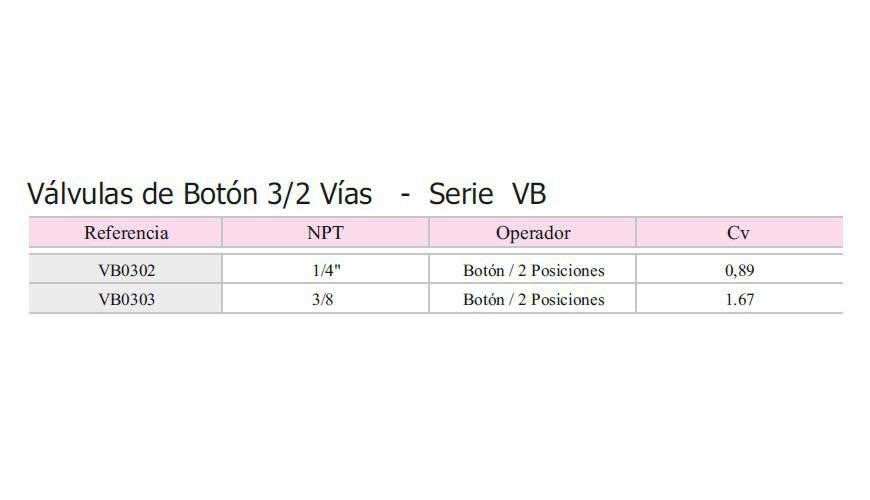 Válvulas de Botón 3/2 Vías - Serie VB
Referencia NPT Operador Cv
VB0302 1/4" Botón / 2 Posiciones 0,89
VB0303 3/8 Botón / 2 Posiciones 1.67